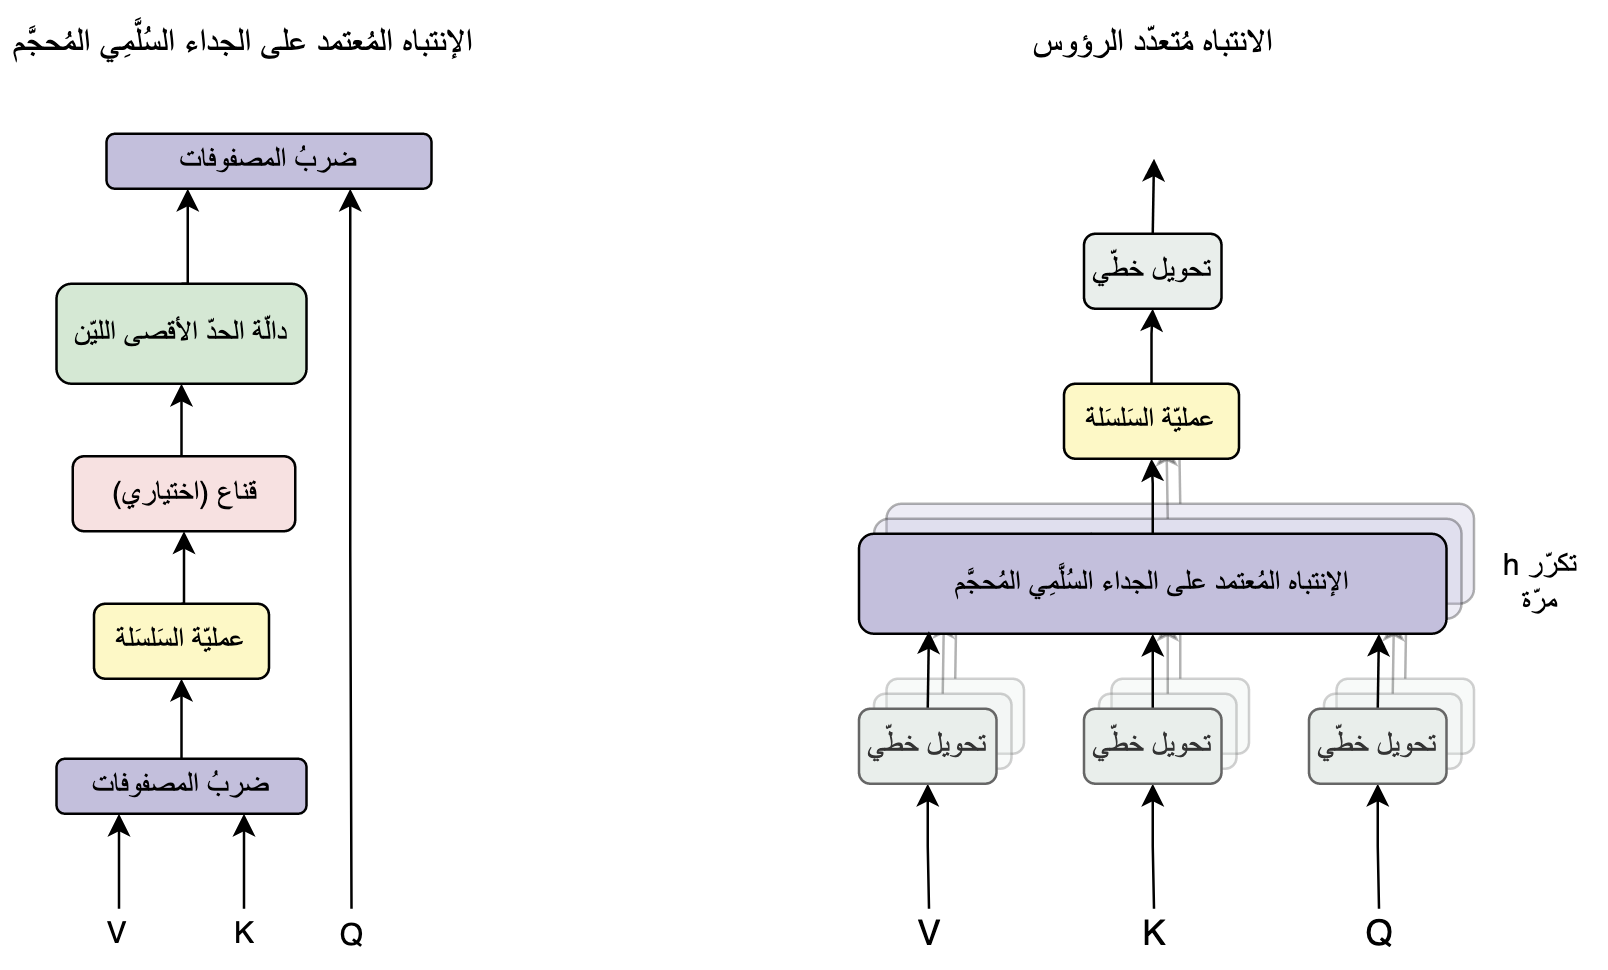 الانتباه مُتعدّد الرؤوس
تحويل خطّي
عمليّة السَلسَلة
الإنتباه المُعتمد على الجداء السُلَّمِي المُحجَّم
تكرّر h
مرّة
تحويل خطّي
تحويل خطّي
تحويل خطّي
Q
K
V
الإنتباه المُعتمد على الجداء السُلَّمِي المُحجَّم
ضربُ المصفوفات
دالّة الحدّ الأقصى الليّن
قناع (اختياري)
عمليّة السَلسَلة
ضربُ المصفوفات
Q
K
V